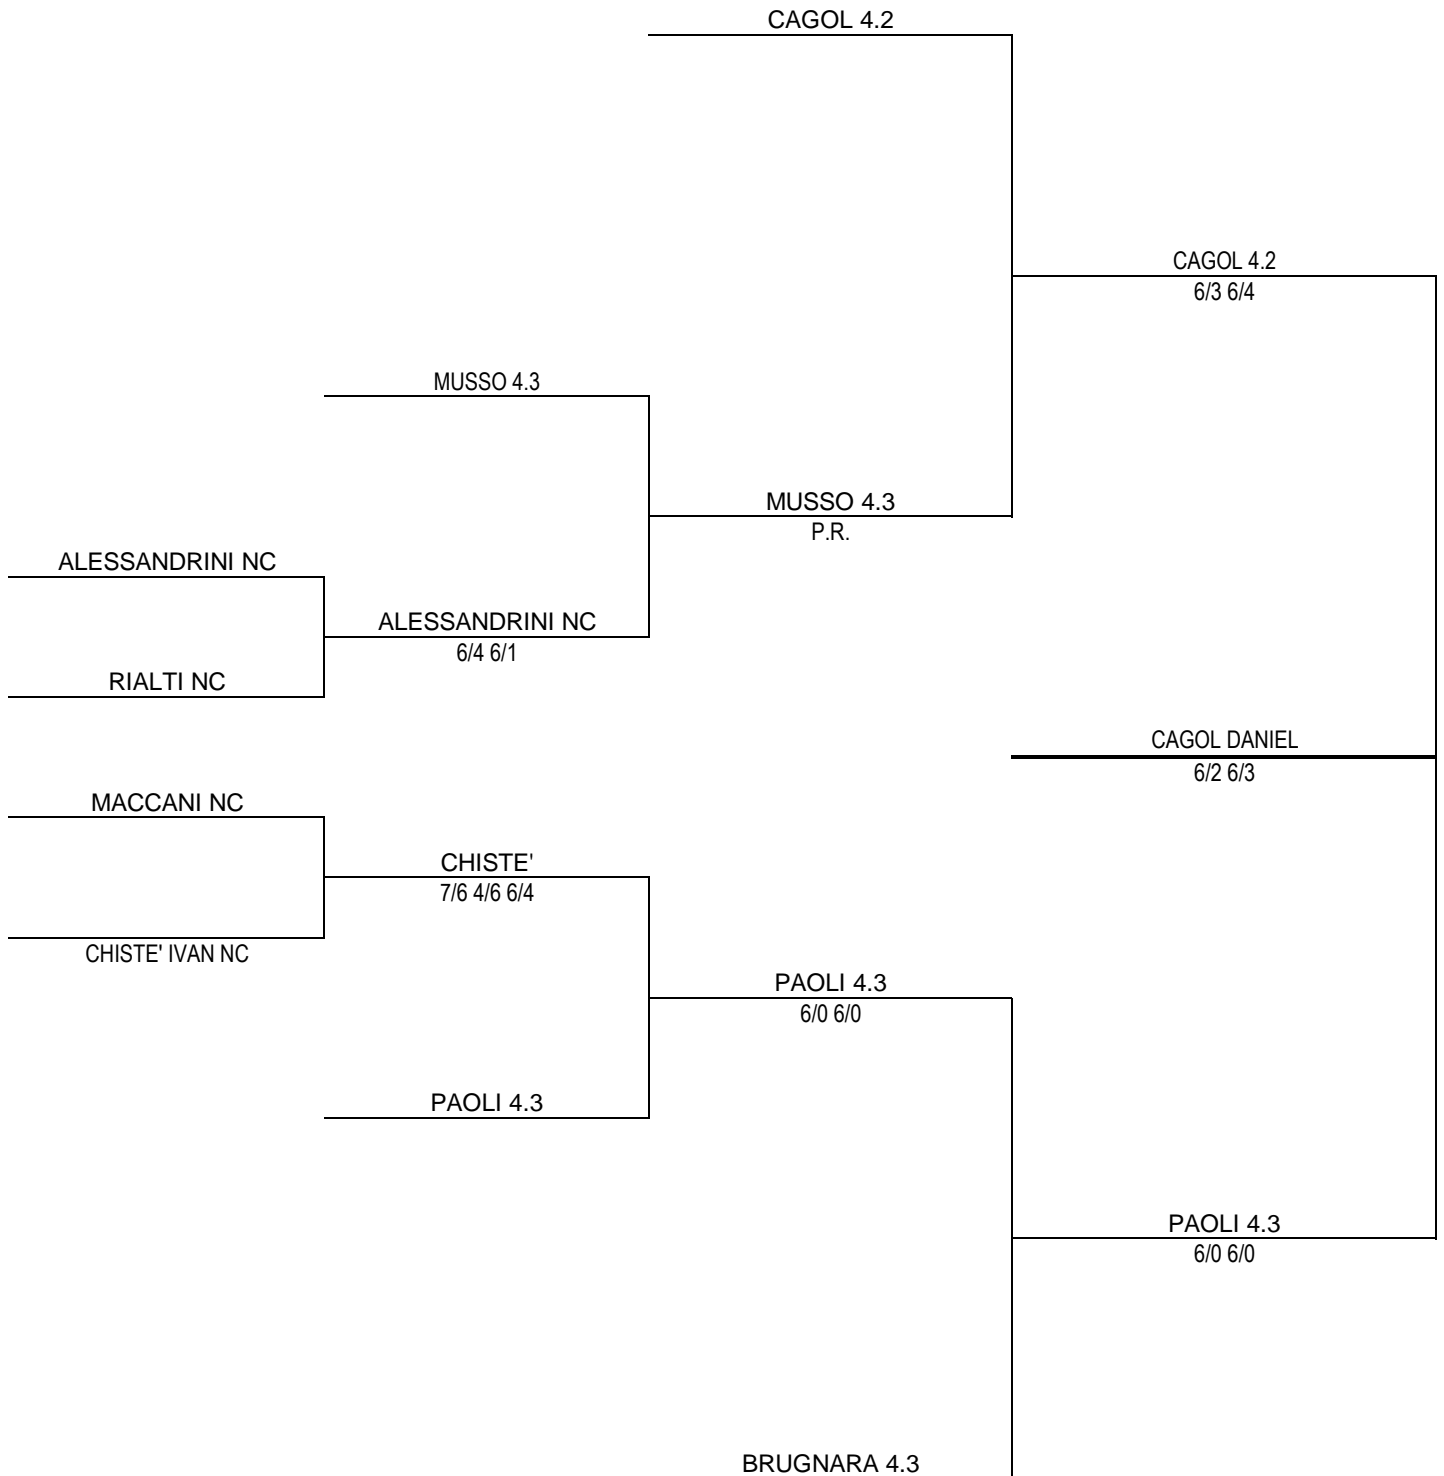 CAGOL 4.2
CAGOL 4.2
6/3 6/4
MUSSO 4.3
MUSSO 4.3
P.R.
ALESSANDRINI NC
ALESSANDRINI NC
6/4 6/1
RIALTI NC
CAGOL DANIEL
6/2 6/3
MACCANI NC
CHISTE'
7/6 4/6 6/4
CHISTE' IVAN NC
PAOLI 4.3
6/0 6/0
PAOLI 4.3
PAOLI 4.3
6/0 6/0
BRUGNARA 4.3